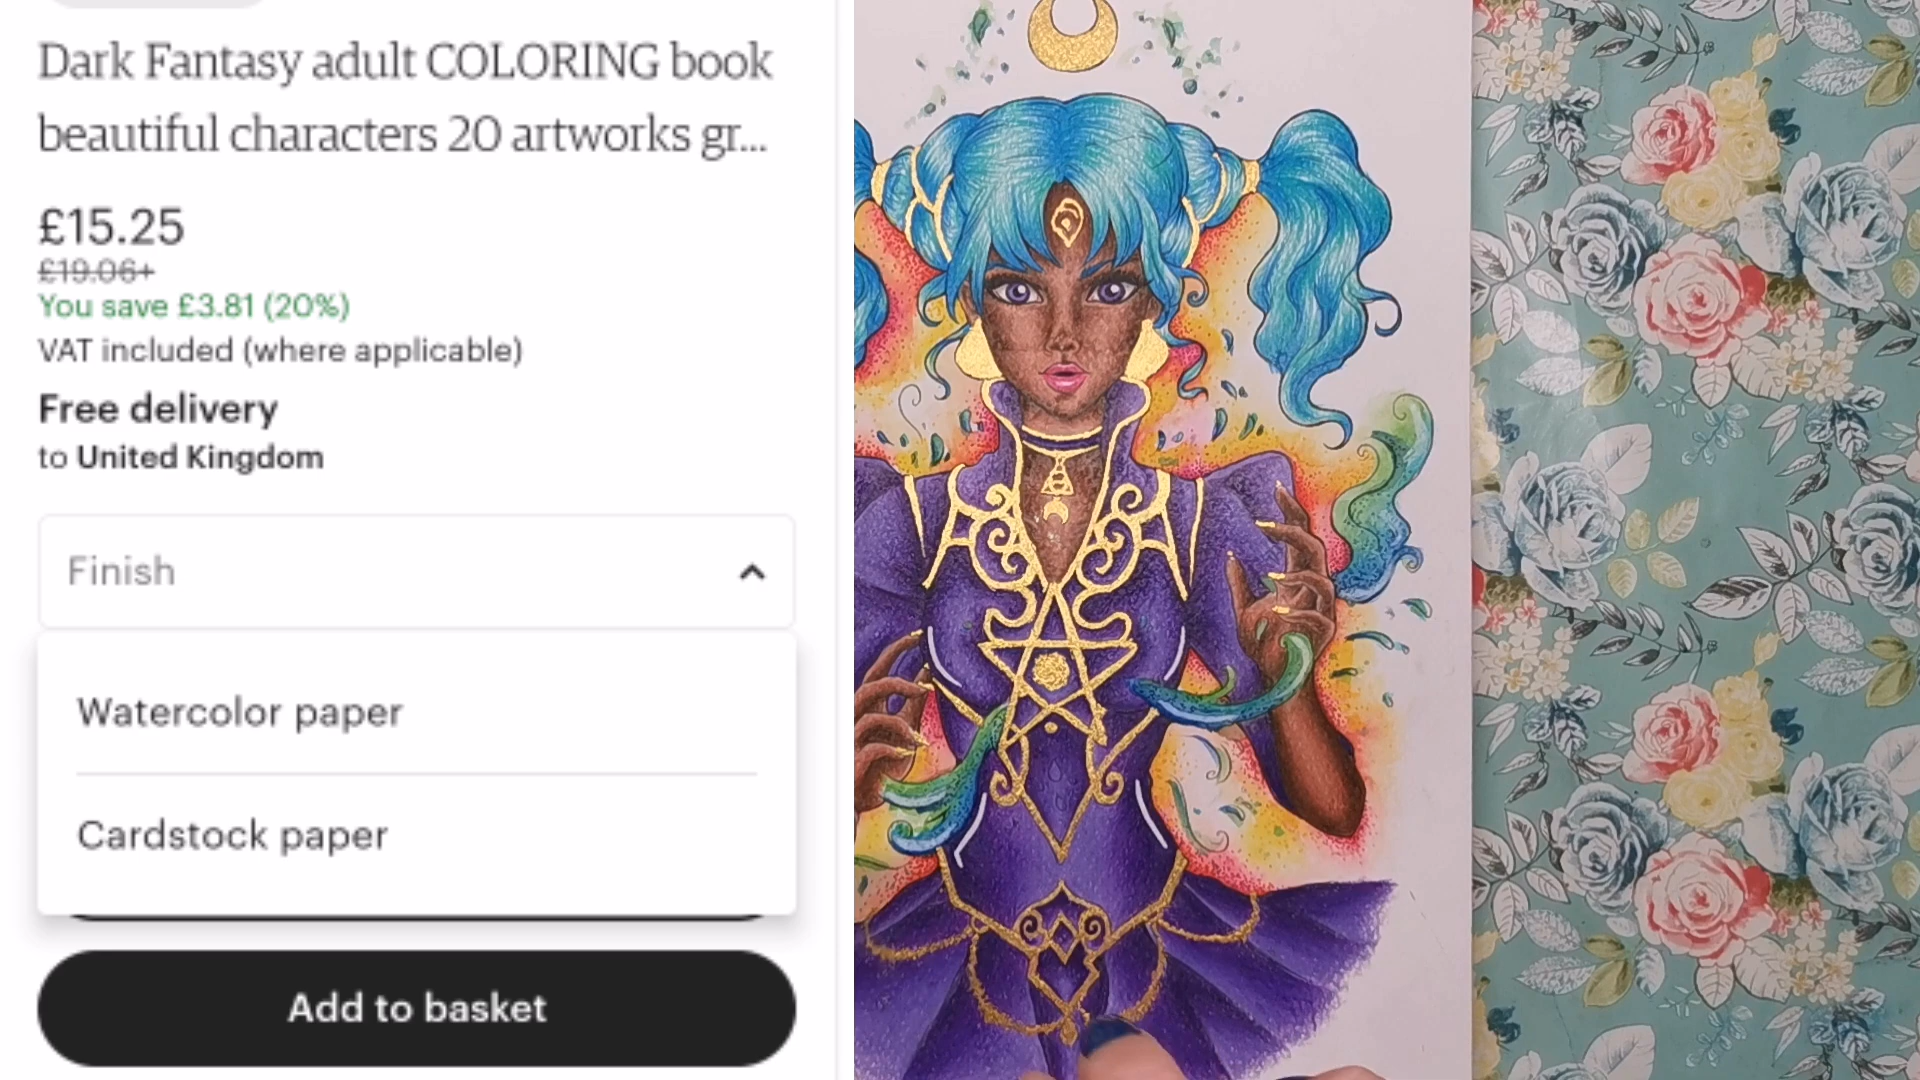 Dark Fantasy adult COLORING book
beautiful characters 20 artworks gr...
£15.25
£19.06+
You save £3.81 (20%)
VAT included (where applicable)
Free delivery
to United Kingdom
Finish
Watercolor paper
Cardstock paper
Add to basket